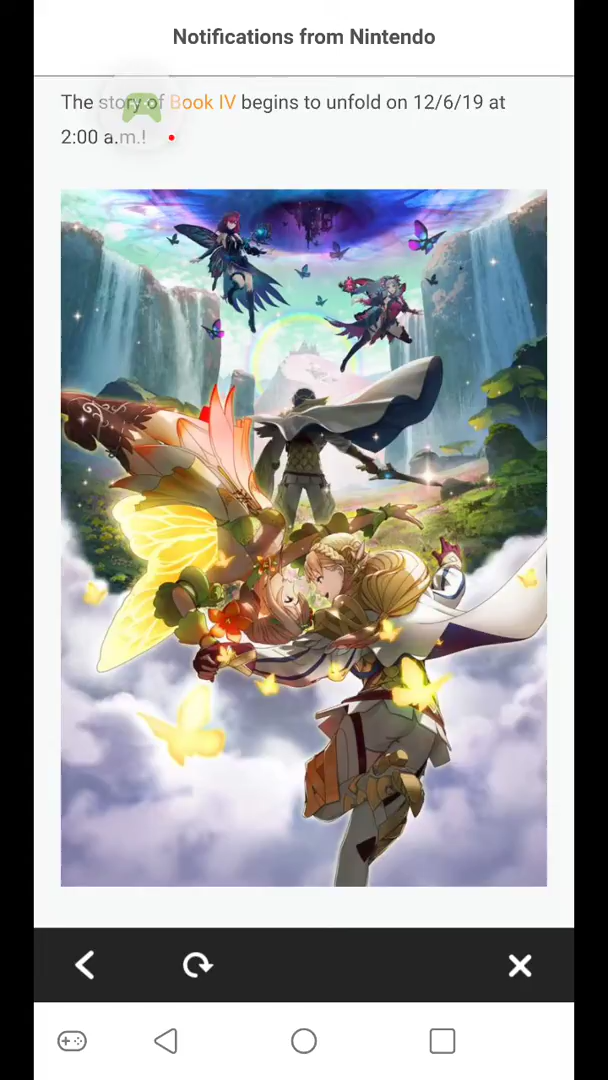 Notifications from Nintendo
The story of Book IV begins to unfold on 12/6/19 at
2:00 a.m.!